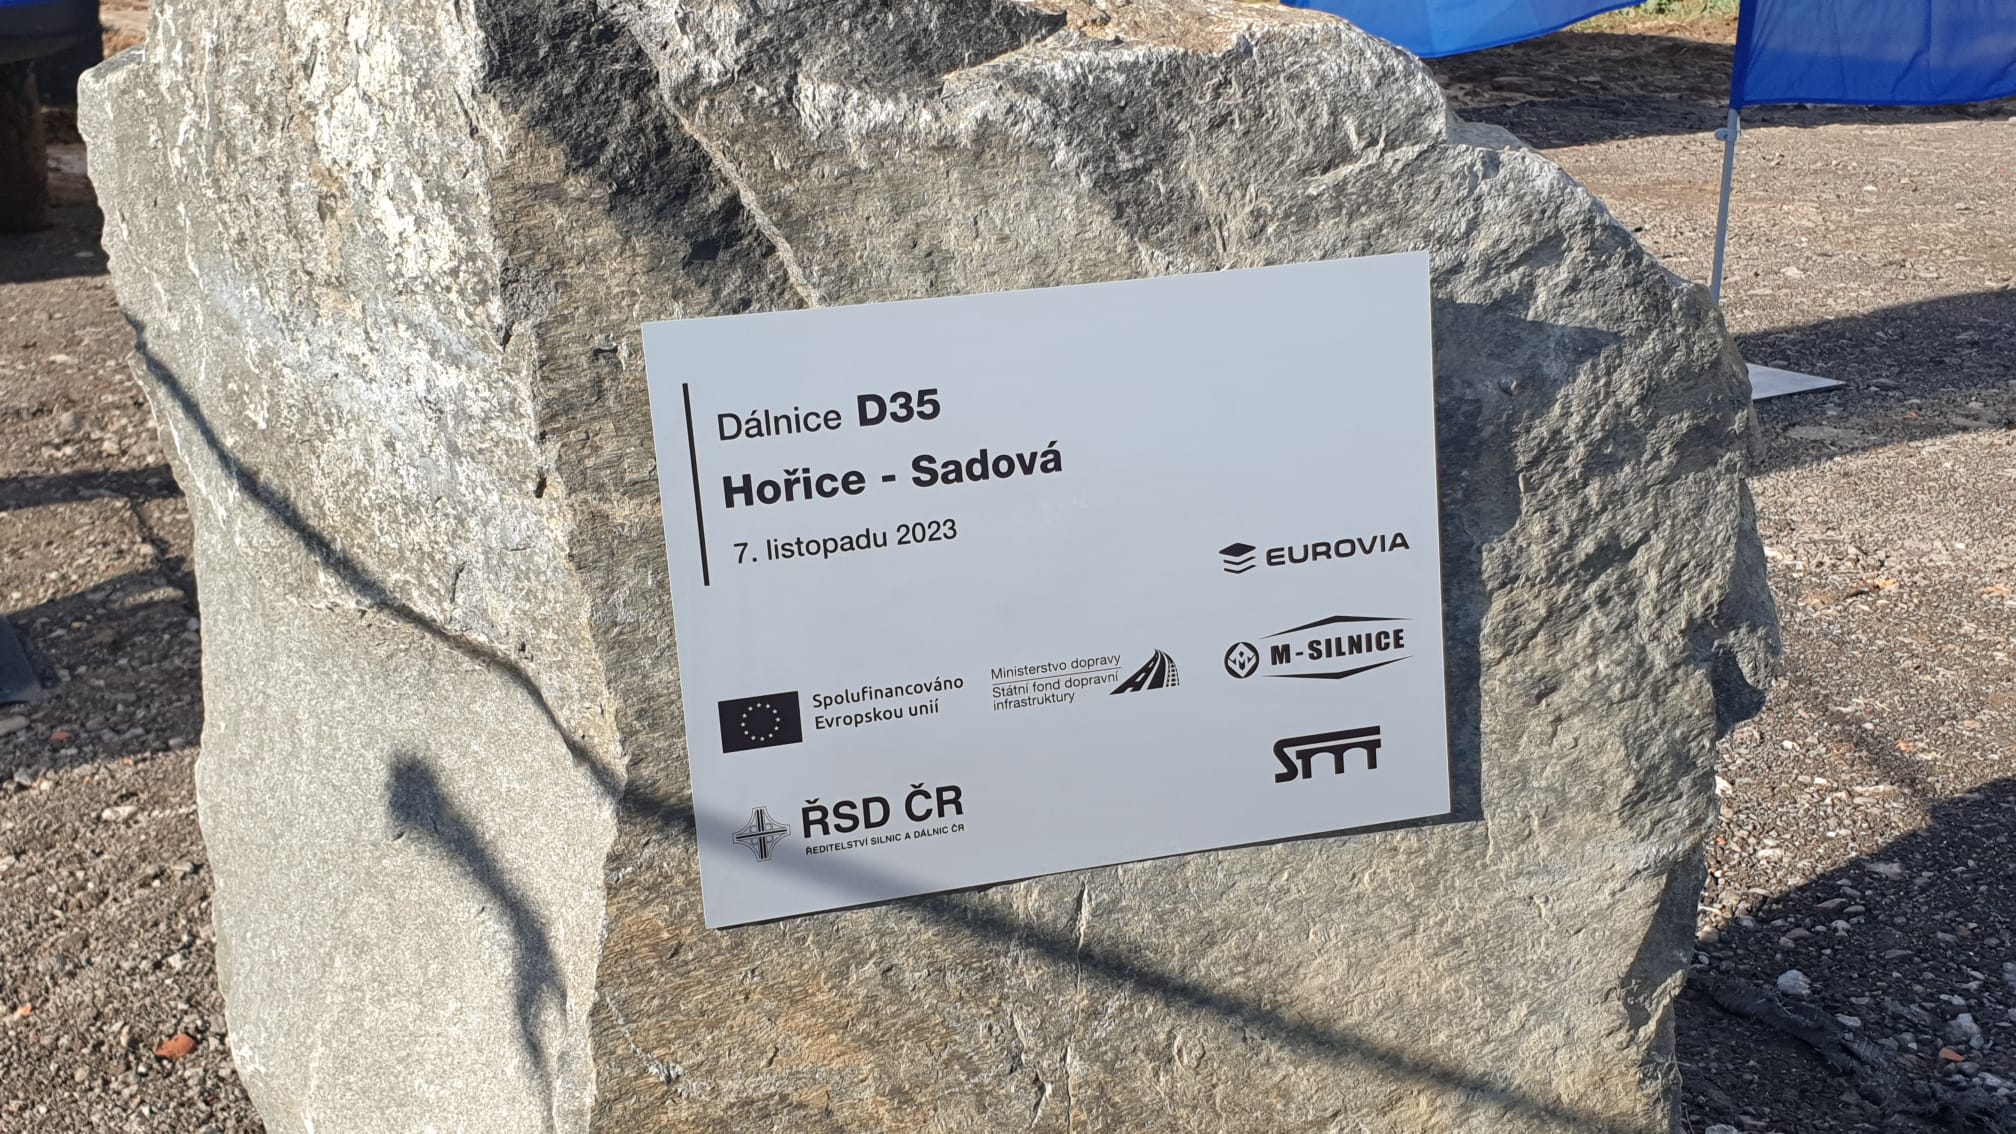 Dálnice D35
Hořice - Sadová
7. listopadu 2023
EUROVIA
M-SILNICE
Spolufinancováno
Evropskou unií
Ministerstvo dopravy
Státní fond dopravní
infrastruktury
SMT
ŘSD ČR
ŘEDITELSTVÍ SILNIC A DÁLNIC ČR